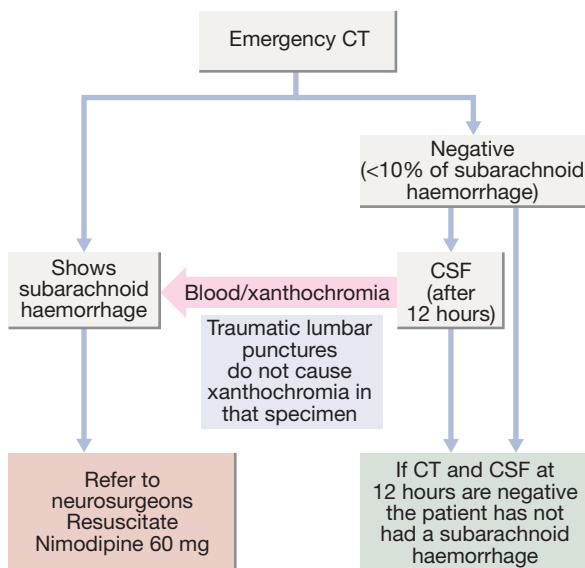 Emergency CT
Negative
(<10% of subarachnoid
haemorrhage)
Shows
subarachnoid
haemorrhage
Blood/xanthochromia
CSF
(after
12 hours)
Traumatic lumbar
punctures
do not cause
xanthochromia in
that specimen
Refer to
neurosurgeons
Resuscitate
Nimodipine 60 mg
If CT and CSF at
12 hours are negative
the patient has not
had a subarachnoid
haemorrhage